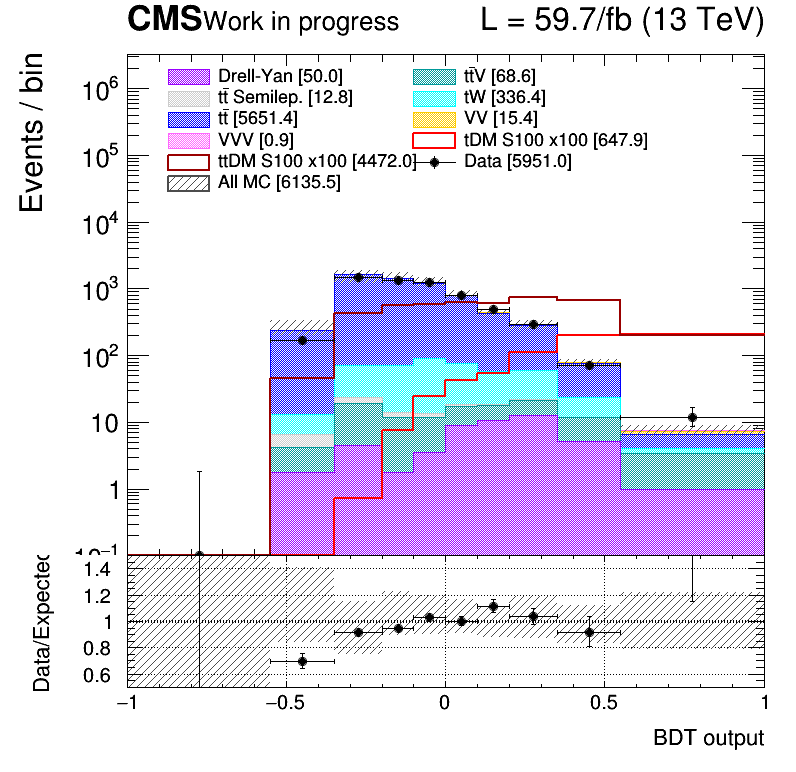 CMS Work in progress L = 59.7/fb (13 TeV)
Events / bin
10⁶
10⁵
10⁴
10³
10²
10
1
10⁻¹
Drell-Yan [50.0] tt̄V [68.6]
tt̄ Semilep. [12.8] tW [336.4]
tt̄ [5651.4] VV [15.4]
VVV [0.9] tDM S100 x100 [647.9]
ttDM S100 x100 [4472.0] Data [5951.0]
All MC [6135.5]
Data/Expected
1.4
1.2
1
0.8
0.6
−1 −0.5 0 0.5 1
BDT output